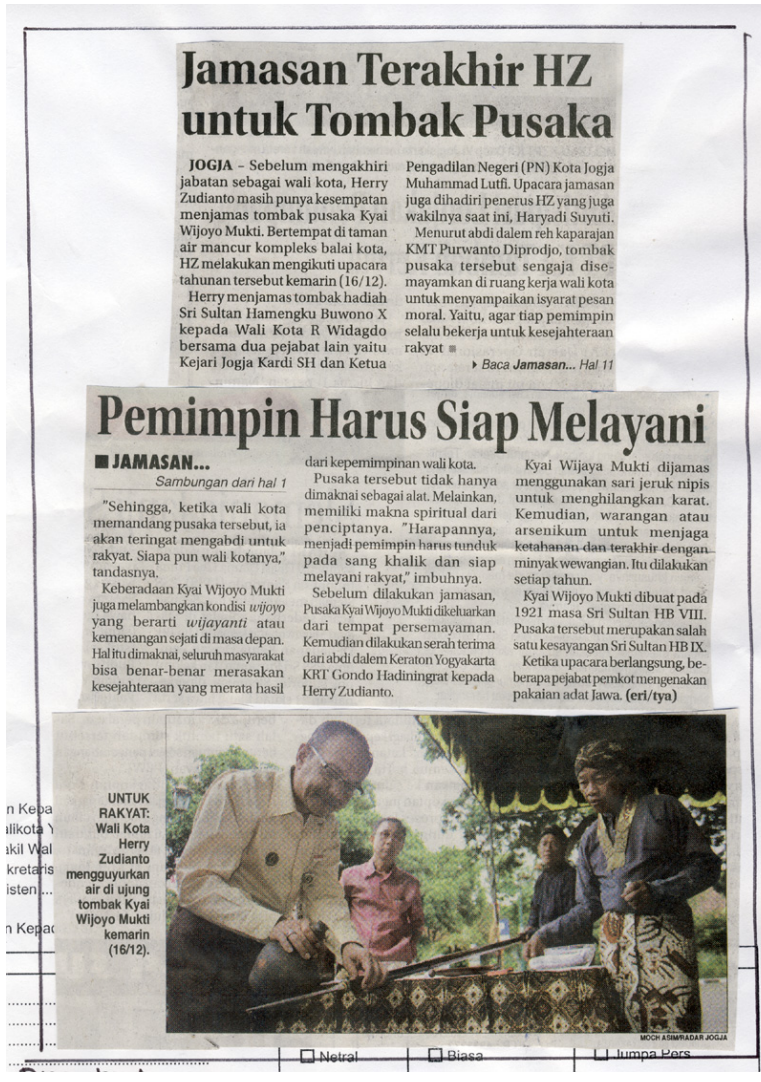 Jamasan Terakhir HZ
untuk Tombak Pusaka
JOGJA – Sebelum mengakhiri
jabatan sebagai wali kota, Herry
Zudianto masih punya kesempatan
menjamas tombak pusaka Kyai
Wijoyo Mukti. Bertempat di taman
air mancur kompleks balai kota,
HZ melakukan mengikuti upacara
tahunan tersebut kemarin (16/12).
Herry menjamas tombak hadiah
Sri Sultan Hamengku Buwono X
kepada Wali Kota R Widagdo
bersama dua pejabat lain yaitu
Kejari Jogja Kardi SH dan Ketua
Pengadilan Negeri (PN) Kota Jogja
Muhammad Lutfi. Upacara jamasan
juga dihadiri penerus HZ yang juga
wakilnya saat ini, Haryadi Suyuti.
Menurut abdi dalem reh kaparajan
KMT Purwanto Diprodjo, tombak
pusaka tersebut sengaja dise-
mayamkan di ruang kerja wali kota
untuk menyampaikan isyarat pesan
moral. Yaitu, agar tiap pemimpin
selalu bekerja untuk kesejahteraan
rakyat
Baca Jamasan... Hal 11
Pemimpin Harus Siap Melayani
JAMASAN...
Sambungan dari hal 1
"Sehingga, ketika wali kota
memandang pusaka tersebut, ia
akan teringat mengabdi untuk
rakyat. Siapa pun wali kotanya,"
tandasnya.
Keberadaan Kyai Wijoyo Mukti
juga melambangkan kondisi wijoyo
yang berarti wijayanti atau
kemenangan sejati di masa depan.
Hal itu dimaknai, seluruh masyarakat
bisa benar-benar merasakan
kesejahteraan yang merata hasil
dari kepemimpinan wali kota.
Pusaka tersebut tidak hanya
dimaknai sebagai alat. Melainkan,
memiliki makna spiritual dari
penciptanya. "Harapannya,
menjadi pemimpin harus tunduk
pada sang khalik dan siap
melayani rakyat," imbuhnya.
Sebelum dilakukan jamasan,
Pusaka Kyai Wijoyo Mukti dikeluarkan
dari tempat persemayaman.
Kemudian dilakukan serah terima
dari abdi dalem Keraton Yogyakarta
KRT Gondo Hadiningrat kepada
Herry Zudianto.
Kyai Wijaya Mukti dijamas
menggunakan sari jeruk nipis
untuk menghilangkan karat.
Kemudian, warangan atau
arsenikum untuk menjaga
ketahanan dan terakhir dengan
minyak wewangian. Itu dilakukan
setiap tahun.
Kyai Wijoyo Mukti dibuat pada
1921 masa Sri Sultan HB VIII.
Pusaka tersebut merupakan salah
satu kesayangan Sri Sultan HB IX.
Ketika upacara berlangsung, be-
berapa pejabat pemkot mengenakan
pakaian adat Jawa. (eri/tya)
UNTUK
RAKYAT:
Wali Kota
Herry
Zudianto
mengguyurkan
air di ujung
tombak Kyai
Wijoyo Mukti
kemarin
(16/12).
MOCH ASIM/RADAR JOGJA
n Kepa
alikota Y
akil Wal
kretaris
isten ...
n Kepad
Netral
Biasa
Jumpa Pers